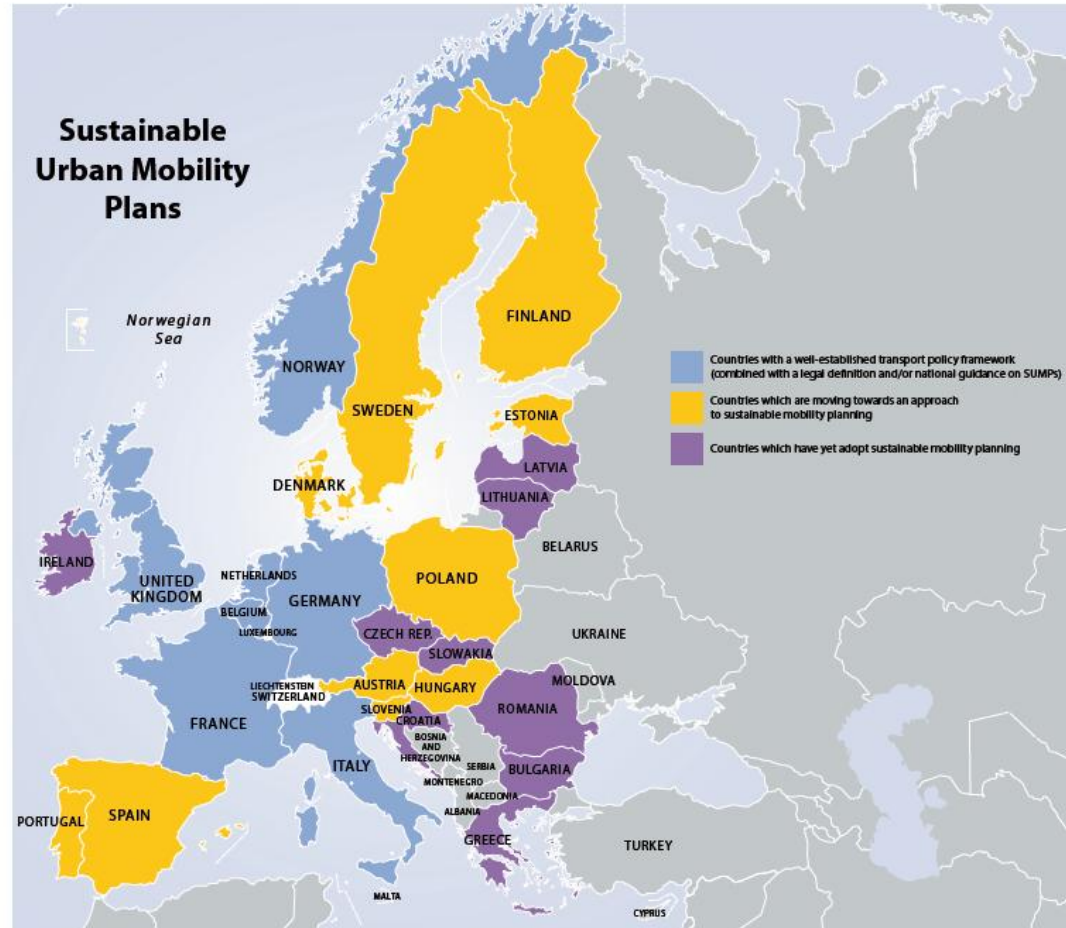 Sustainable
Urban Mobility
Plans
Norwegian
Sea
NORWAY
SWEDEN
FINLAND
Countries with a well-established transport policy framework
(combined with a legal definition and/or national guidance on SUMPs)
Countries which are moving towards an approach
to sustainable mobility planning
Countries which have yet adopt sustainable mobility planning
ESTONIA
LATVIA
LITHUANIA
DENMARK
BELARUS
IRELAND
UNITED
KINGDOM
NETHERLANDS
BELGIUM
LUXEMBOURG
GERMANY
POLAND
CZECH REP.
SLOWAKIA
UKRAINE
MOLDOVA
LIECHTENSTEIN
SWITZERLAND
AUSTRIA
HUNGARY
SLOVENIA
CROATIA
ROMANIA
FRANCE
BOSNIA
AND
HERZEGOVINA
SERBIA
ITALY
MONTENEGRO
BULGARIA
MACEDONIA
ALBANIA
PORTUGAL
SPAIN
GREECE
TURKEY
MALTA
CYPRUS